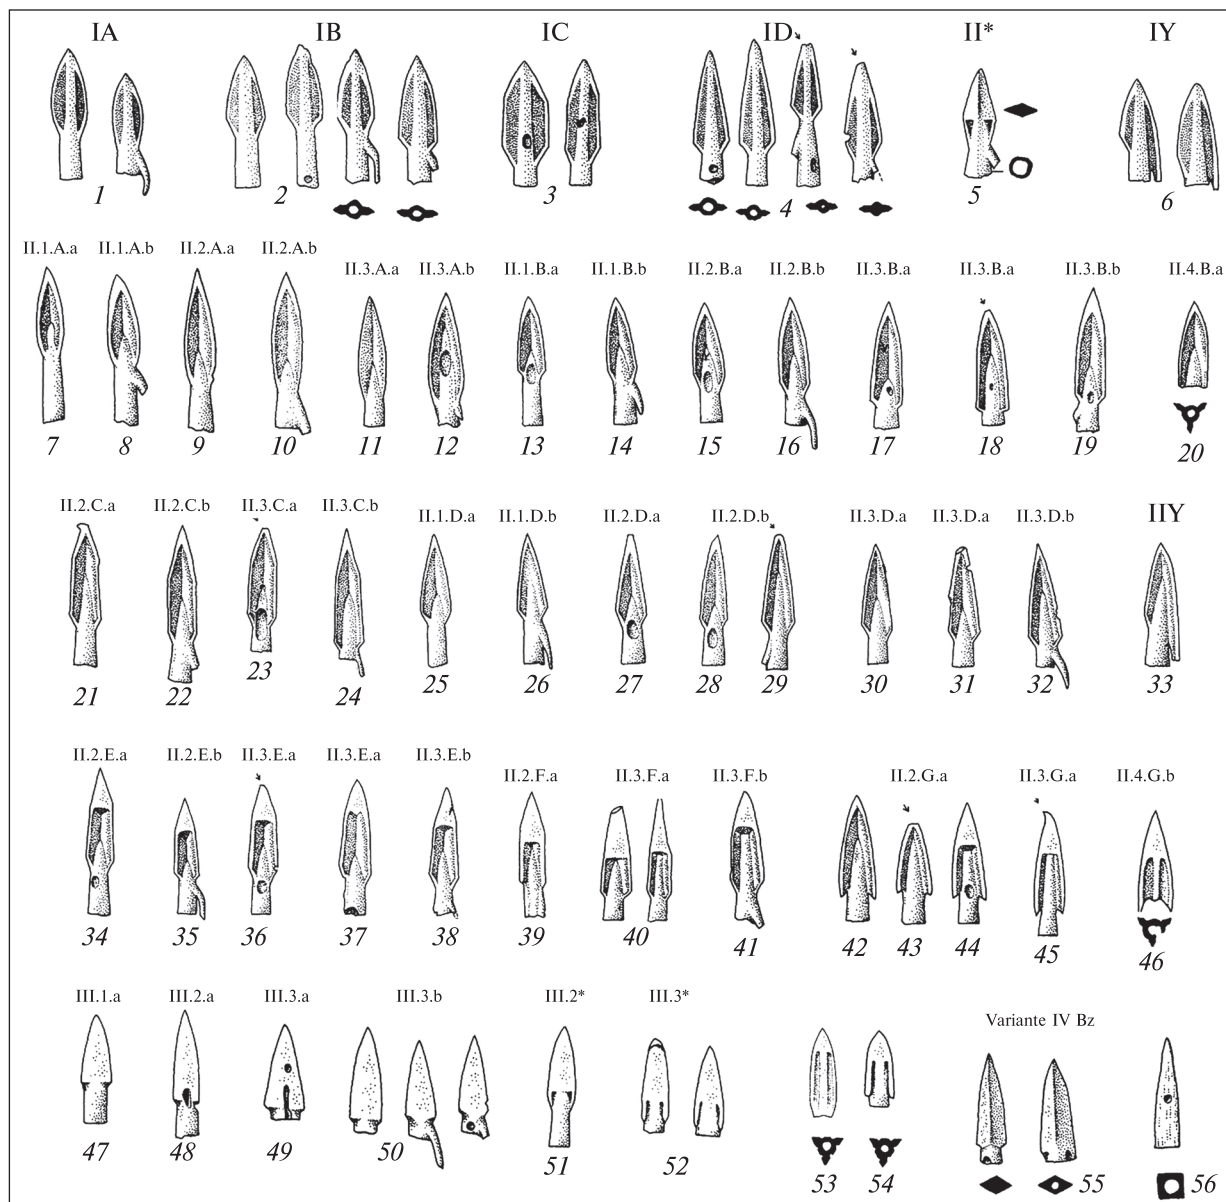 IA IB IC ID II* IY
1 2 3 4 5 6
II.1.A.a II.1.A.b II.2.A.a II.2.A.b II.3.A.a II.3.A.b II.1.B.a II.1.B.b II.2.B.a II.2.B.b II.3.B.a II.3.B.a II.3.B.b II.4.B.a
7 8 9 10 11 12 13 14 15 16 17 18 19 20
II.2.C.a II.2.C.b II.3.C.a II.3.C.b II.1.D.a II.1.D.b II.2.D.a II.2.D.b II.3.D.a II.3.D.a II.3.D.b IIY
21 22 23 24 25 26 27 28 29 30 31 32 33
II.2.E.a II.2.E.b II.3.E.a II.3.E.a II.3.E.b II.2.F.a II.3.F.a II.3.F.b II.2.G.a II.3.G.a II.4.G.b
34 35 36 37 38 39 40 41 42 43 44 45 46
III.1.a III.2.a III.3.a III.3.b III.2* III.3* Variante IV Bz
47 48 49 50 51 52 53 54 55 56